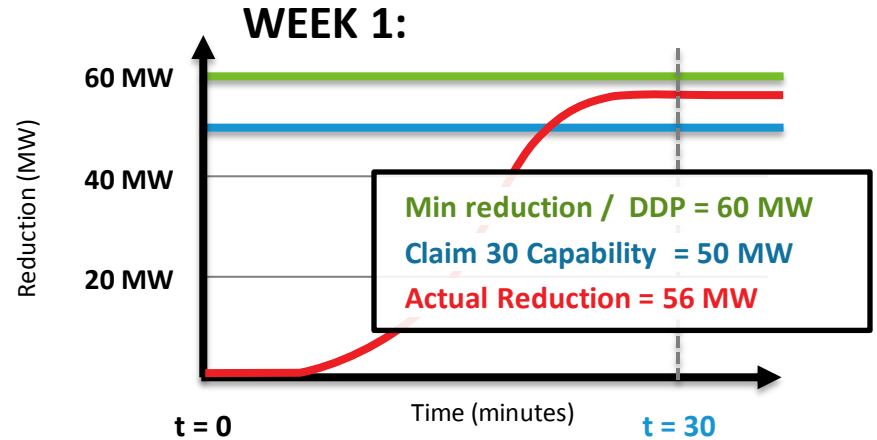 WEEK 1:
60 MW
40 MW
20 MW
Reduction (MW)
Min reduction / DDP = 60 MW
Claim 30 Capability = 50 MW
Actual Reduction = 56 MW
t = 0
Time (minutes)
t = 30